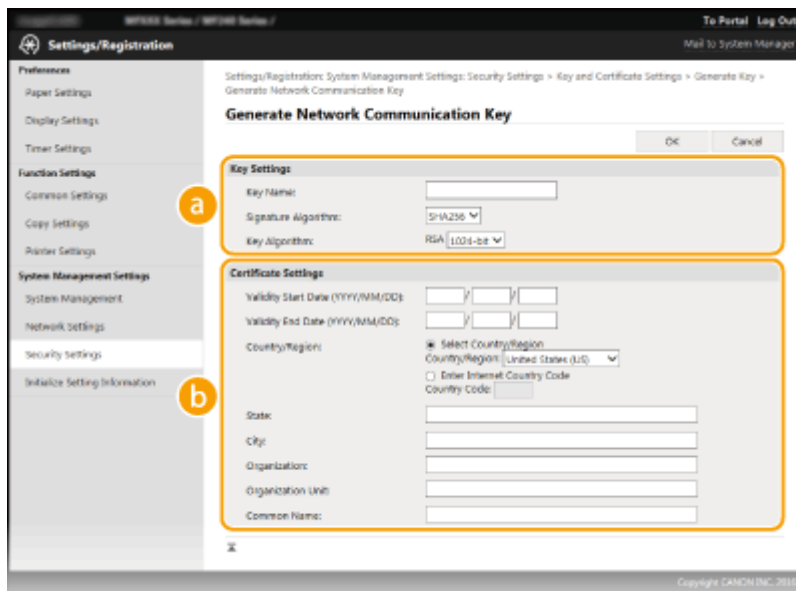 MFXXX Series / MF240 Series /
To Portal Log Out
Settings/Registration
Mail to System Manager
Preferences
Paper Settings
Display Settings
Timer Settings
Function Settings
Common Settings
Copy Settings
Printer Settings
System Management Settings
System Management
Network Settings
Security Settings
Initialize Setting Information
Settings/Registration: System Management Settings: Security Settings > Key and Certificate Settings > Generate Key >
Generate Network Communication Key
Generate Network Communication Key
OK Cancel
a
Key Settings
Key Name:
Signature Algorithm: SHA256
Key Algorithm: RSA 1024-bit
b
Certificate Settings
Validity Start Date (YYYY/MM/DD): / /
Validity End Date (YYYY/MM/DD): / /
Country/Region: Select Country/Region
Country/Region: United States (US)
Enter Internet Country Code
Country Code:
State:
City:
Organization:
Organization Unit:
Common Name:
Copyright CANON INC. 2016